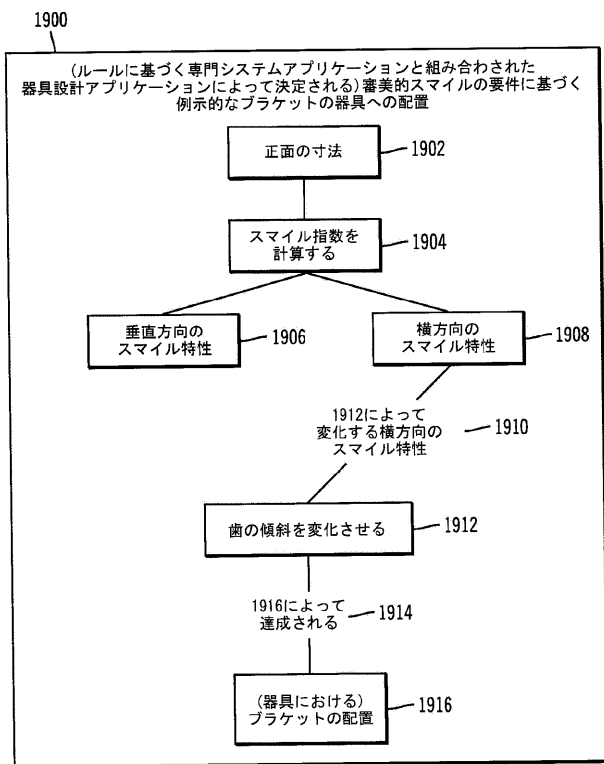 1900
(ルールに基づく専門システムアプリケーションと組み合わされた
器具設計アプリケーションによって決定される)審美的スマイルの要件に基づく
例示的なブラケットの器具への配置
正面の寸法
1902
スマイル指数を
計算する
1904
垂直方向の
スマイル特性
1906
横方向の
スマイル特性
1908
1912によって
変化する横方向の
スマイル特性
1910
歯の傾斜を変化させる
1912
1916によって
達成される
1914
(器具における)
ブラケットの配置
1916